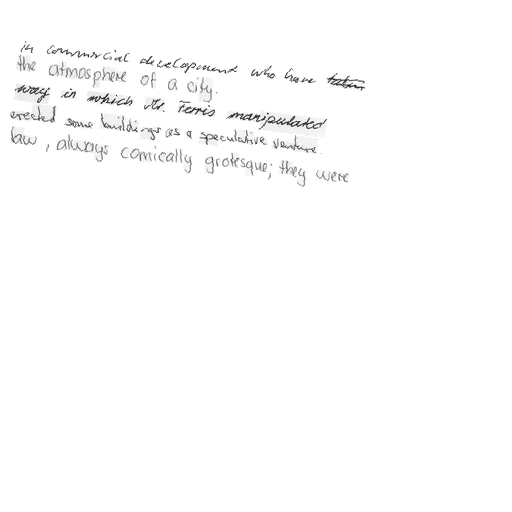 in commercial development who have taken
the atmosphere of a city.
way in which Mr. Ferris manipulated
erected some buildings as a speculative venture.
law, always comically grotesque; they were